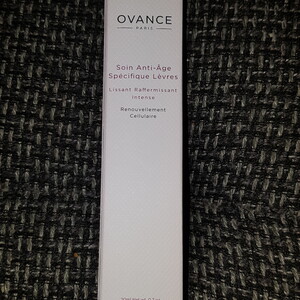 OVANCE
PARIS
Soin Anti-Âge
Spécifique Lèvres
Lissant Raffermissant
Intense
Renouvellement
Cellulaire